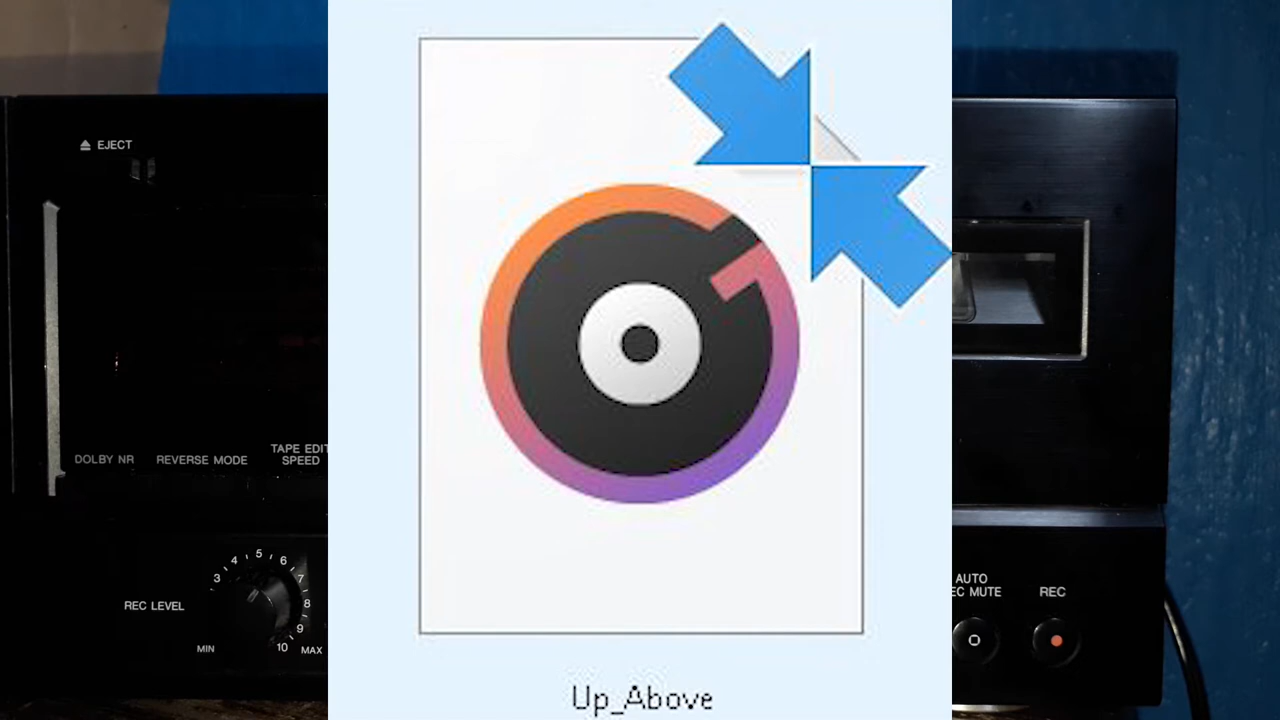 EJECT
DOLBY NR
REVERSE MODE
TAPE EDIT
SPEED
5
4
6
3
7
8
REC LEVEL
9
10
MIN
MAX
AUTO
EC MUTE
REC
Up_Above